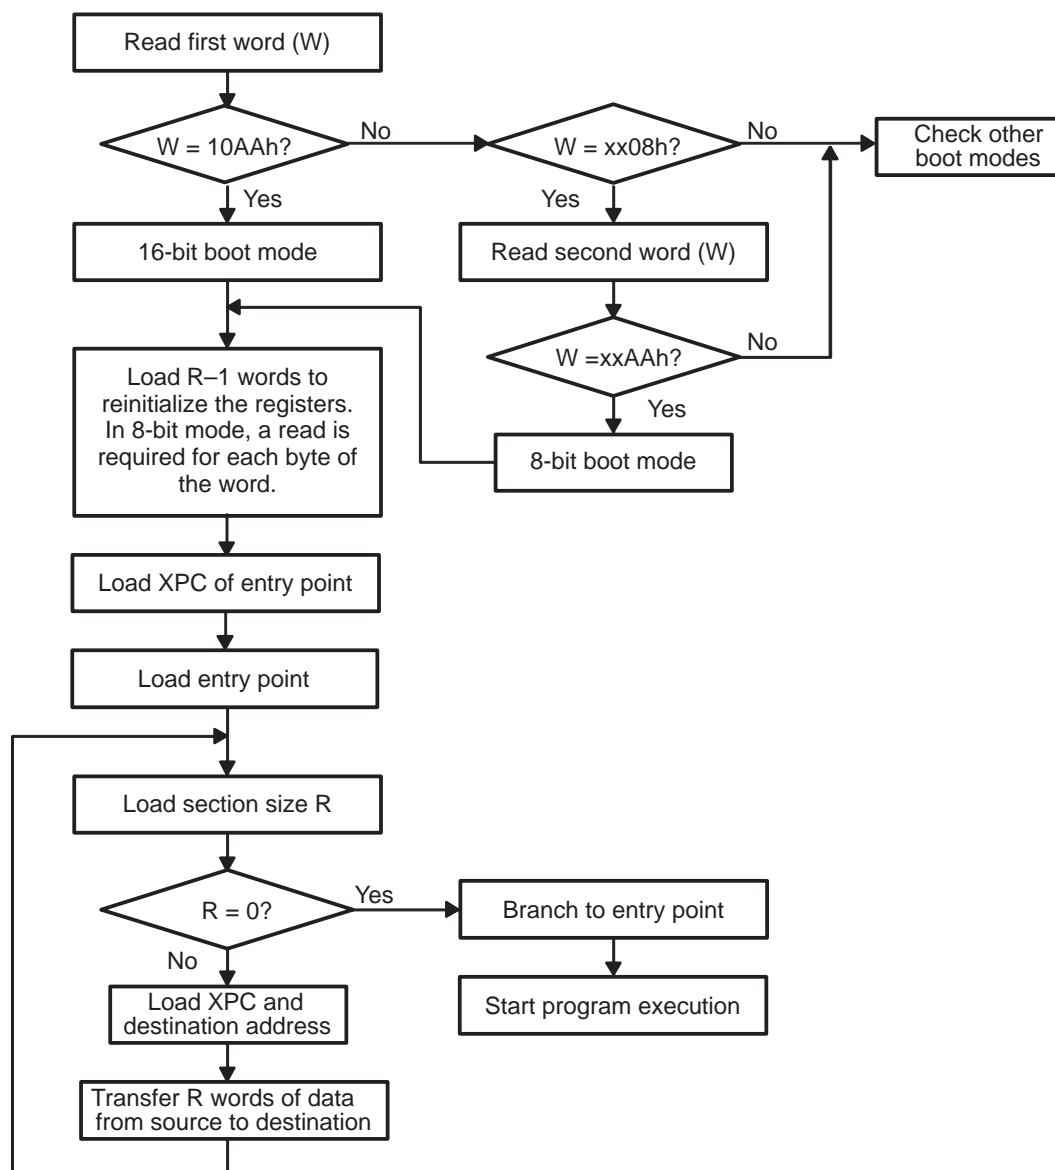 Read first word (W)
W = 10AAh?
No
W = xx08h?
No
Check other
boot modes
Yes
Yes
16-bit boot mode
Read second word (W)
W =xxAAh?
No
Load R–1 words to
reinitialize the registers.
In 8-bit mode, a read is
required for each byte of
the word.
Yes
8-bit boot mode
Load XPC of entry point
Load entry point
Load section size R
R = 0?
Yes
Branch to entry point
No
Start program execution
Load XPC and
destination address
Transfer R words of data
from source to destination